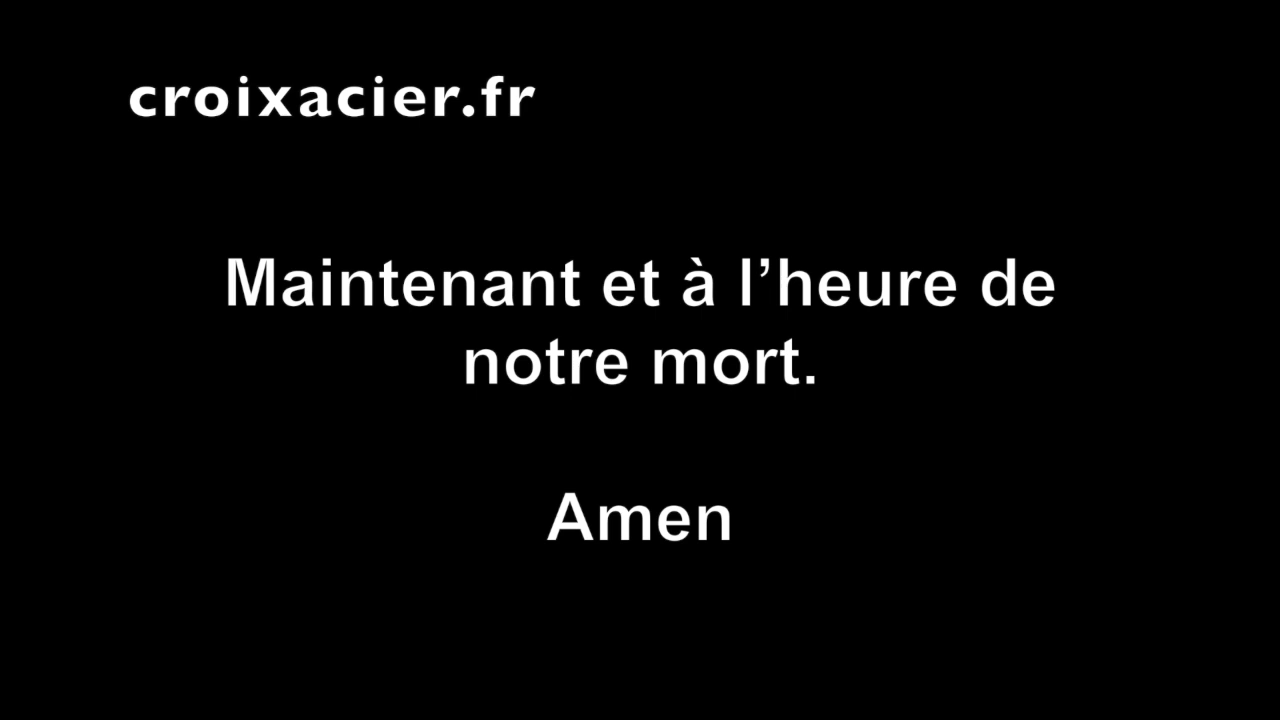 croixacier.fr
Maintenant et à l’heure de
notre mort.
Amen